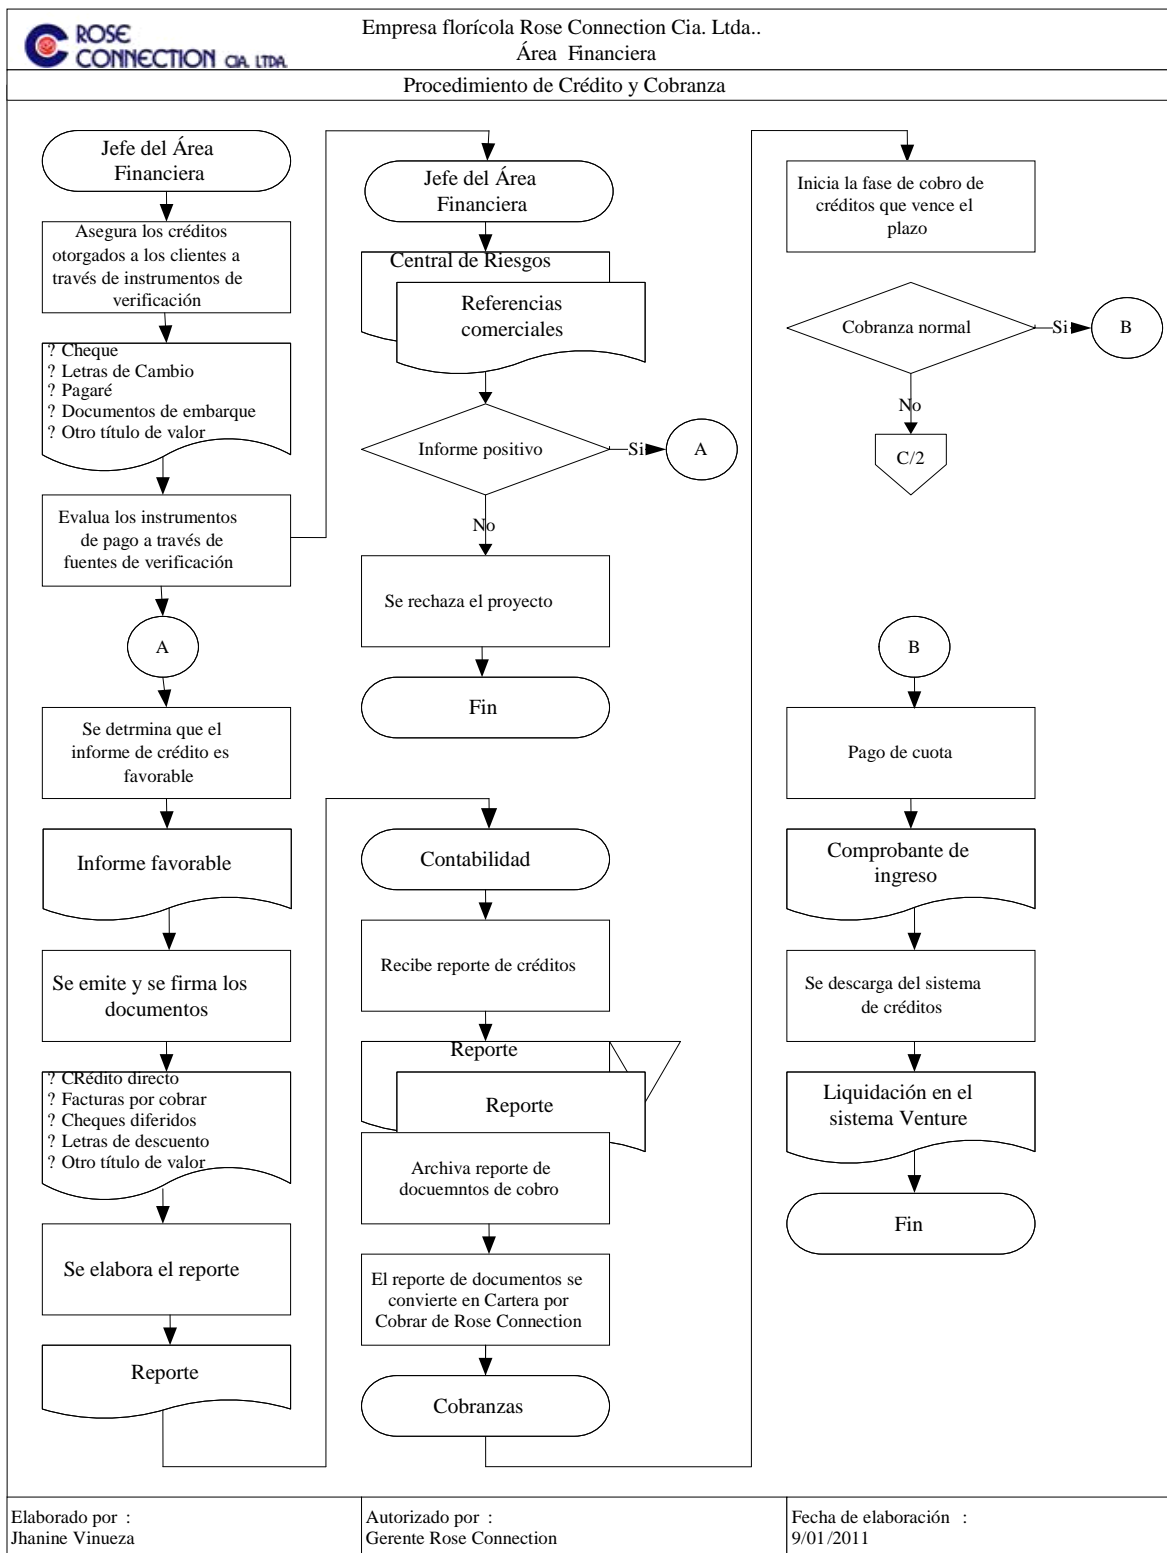 ROSE
CONNECTION CIA. LTDA.
Empresa florícola Rose Connection Cia. Ltda..
Área Financiera
Procedimiento de Crédito y Cobranza
Jefe del Área
Financiera
Asegura los créditos
otorgados a los clientes a
través de instrumentos de
verificación
? Cheque
? Letras de Cambio
? Pagaré
? Documentos de embarque
? Otro título de valor
Evalua los instrumentos
de pago a través de
fuentes de verificación
A
Se detrmina que el
informe de crédito es
favorable
Informe favorable
Se emite y se firma los
documentos
? CRédito directo
? Facturas por cobrar
? Cheques diferidos
? Letras de descuento
? Otro título de valor
Se elabora el reporte
Reporte
Jefe del Área
Financiera
Central de Riesgos
Referencias
comerciales
Informe positivo
Si
A
No
Se rechaza el proyecto
Fin
Contabilidad
Recibe reporte de créditos
Reporte
Reporte
Archiva reporte de
docuemntos de cobro
El reporte de documentos se
convierte en Cartera por
Cobrar de Rose Connection
Cobranzas
Inicia la fase de cobro de
créditos que vence el
plazo
Cobranza normal
Si
B
No
C/2
B
Pago de cuota
Comprobante de
ingreso
Se descarga del sistema
de créditos
Liquidación en el
sistema Venture
Fin
Elaborado por :
Jhanine Vinueza
Autorizado por :
Gerente Rose Connection
Fecha de elaboración :
9/01/2011